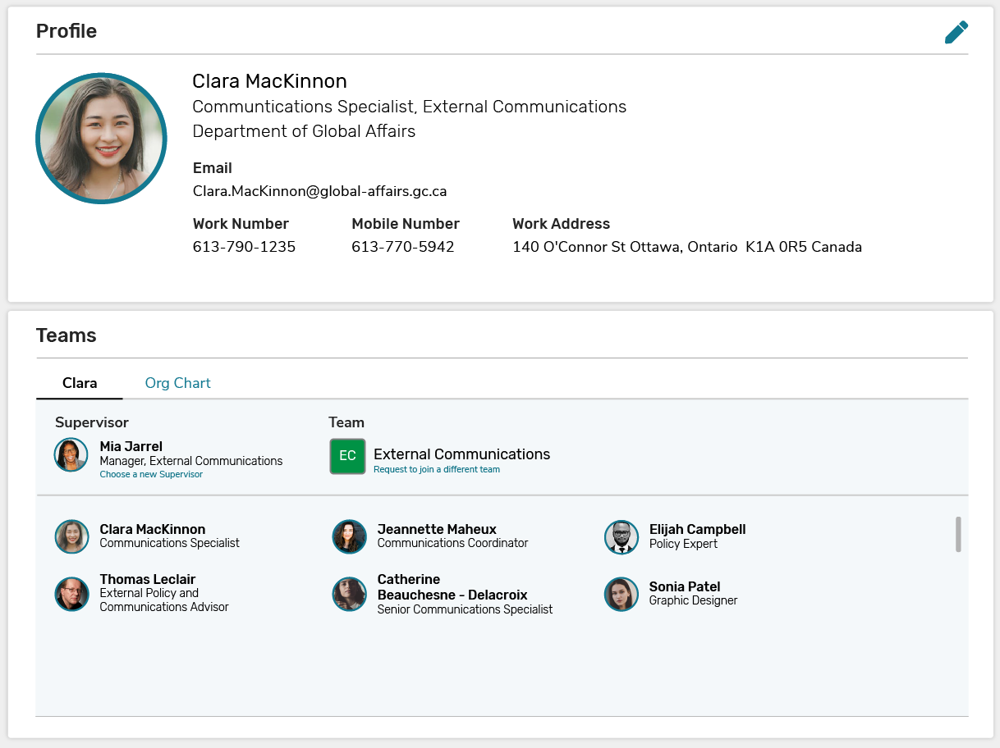 Profile
Clara MacKinnon
Communtications Specialist, External Communications
Department of Global Affairs
Email
Clara.MacKinnon@global-affairs.gc.ca
Work Number Mobile Number Work Address
613-790-1235 613-770-5942 140 O'Connor St Ottawa, Ontario  K1A 0R5 Canada
Teams
Clara Org Chart
Supervisor Team
Mia Jarrel
Manager, External Communications
Choose a new Supervisor
EC External Communications
Request to join a different team
Clara MacKinnon
Communications Specialist
Jeannette Maheux
Communications Coordinator
Elijah Campbell
Policy Expert
Thomas Leclair
External Policy and
Communications Advisor
Catherine
Beauchesne - Delacroix
Senior Communications Specialist
Sonia Patel
Graphic Designer